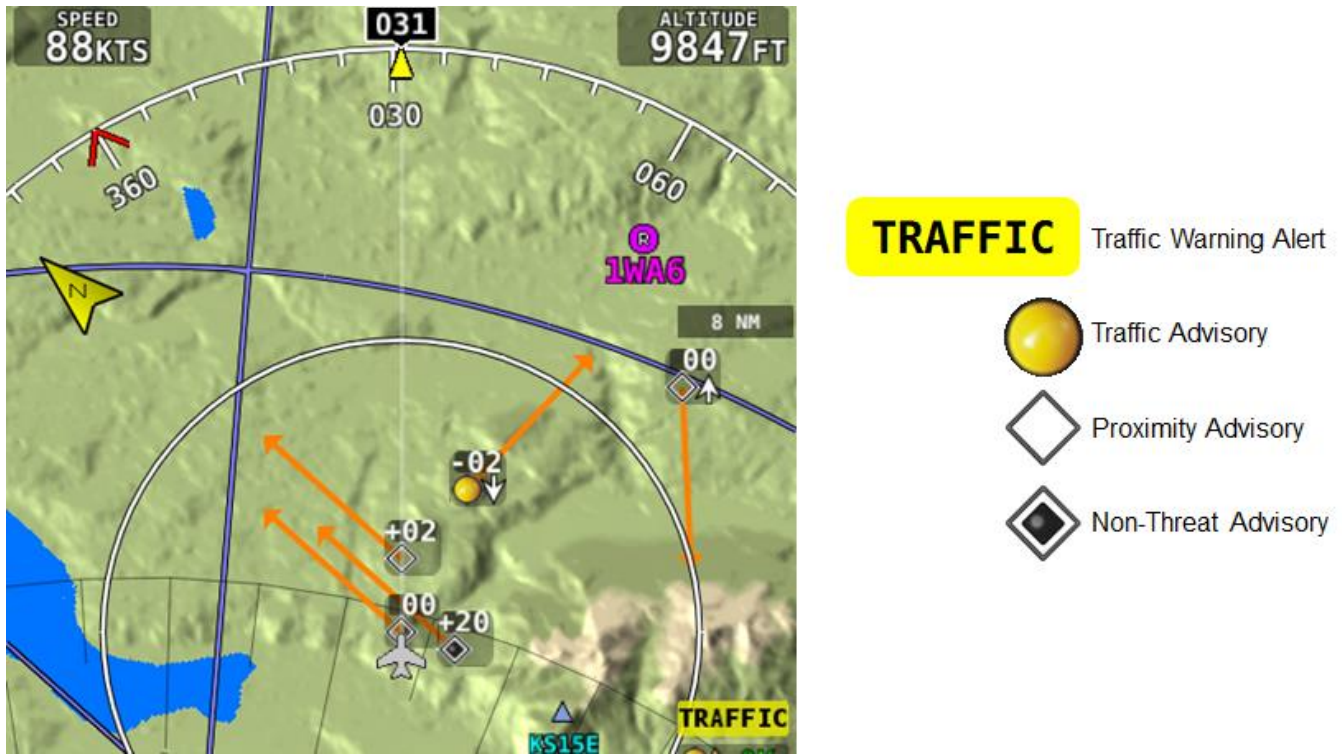 SPEED
88KTS
031
ALTITUDE
9847FT
030
360
060
N
R
1WA6
8 NM
00
-02
+02
00
+20
TRAFFIC
KS15E
TRAFFIC
Traffic Warning Alert
Traffic Advisory
Proximity Advisory
Non-Threat Advisory